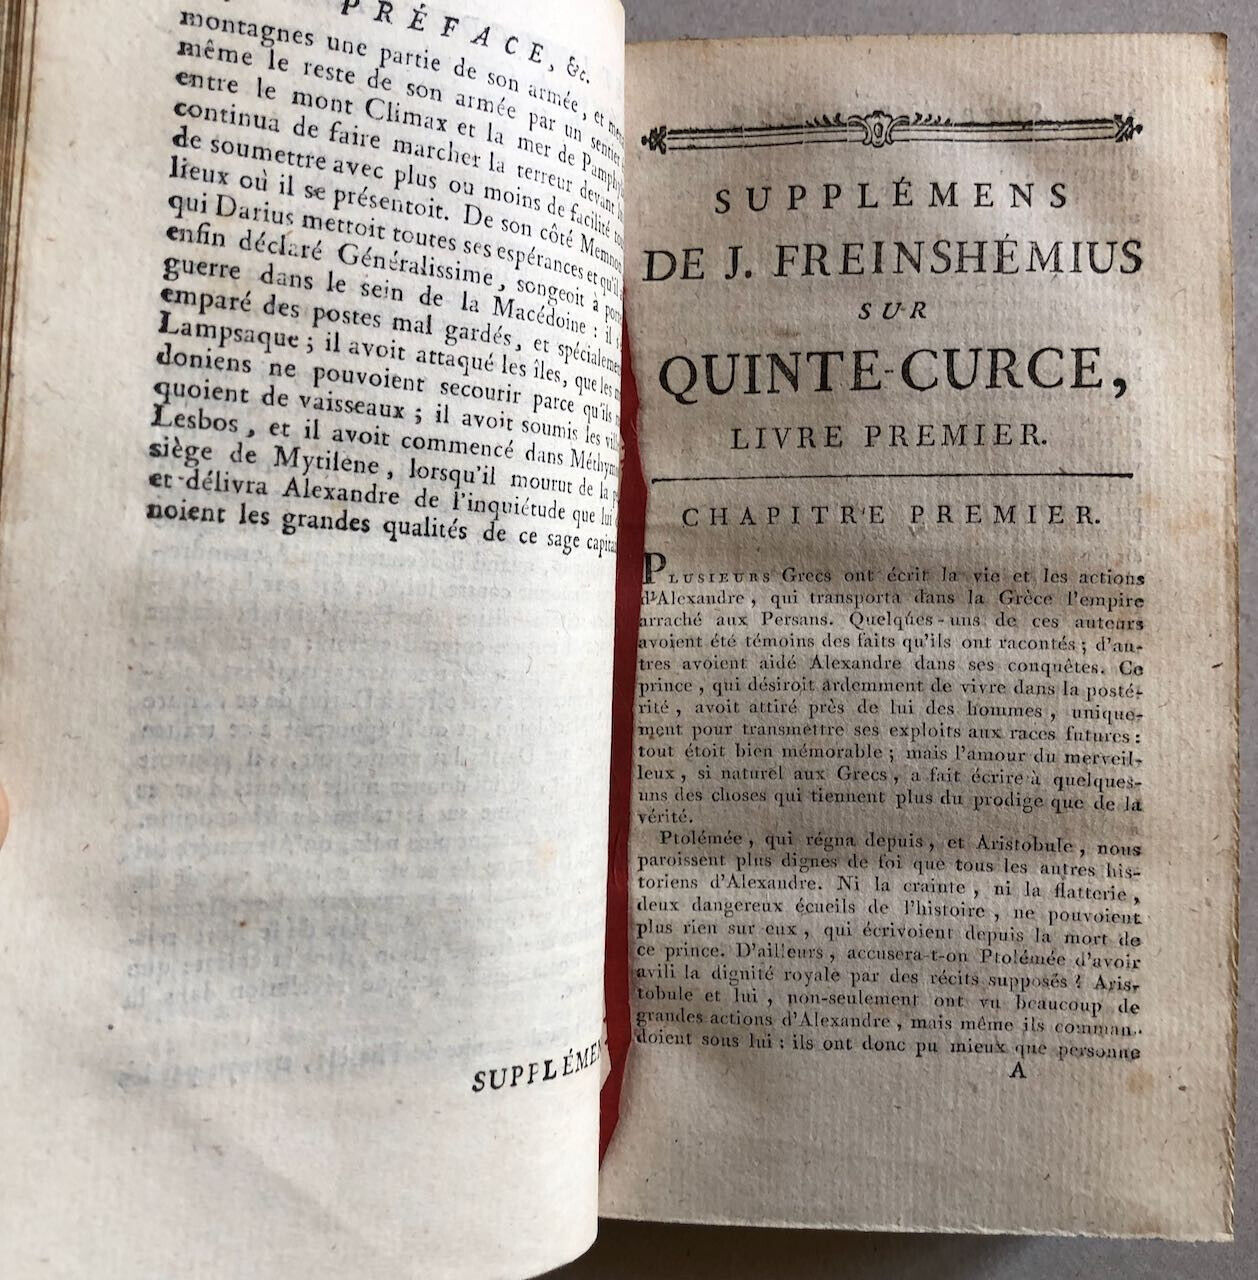 PRÉFACE, &c.
montagnes une partie de son armée, et
même le reste de son armée par un sentier
entre le mont Climax et la mer de
continua de faire marcher la terreur devant
de soumettre avec plus ou moins de facilité
lieux où il se présentoit. De son côté Memnon
qui Darius mettoit toutes ses espérances et qu'il
enfin déclaré Généralissime, songeoit à
guerre dans le sein de la Macédoine : il
emparé des postes mal gardés, et
Lampsaque ; il avoit attaqué les îles, que les
doniens ne pouvoient secourir parce qu'ils
quoient de vaisseaux ; il avoit soumis les
Lesbos, et il avoit commencé dans
siège de Mytilène, lorsqu'il mourut de la
et délivra Alexandre de l'inquiétude que lui
noient les grandes qualités de ce sage
SUPPLÉMENS
DE J. FREINSHÉMIUS
SUR
QUINTE-CURCE,
LIVRE PREMIER.
CHAPITRE PREMIER.
PLUSIEURS Grecs ont écrit la vie et les actions
d'Alexandre, qui transporta dans la Grèce l'empire
arraché aux Persans. Quelques-uns de ces auteurs
avoient été témoins des faits qu'ils ont racontés ; d'au-
tres avoient aidé Alexandre dans ses conquêtes. Ce
prince, qui désiroit ardemment de vivre dans la posté-
rité, avoit attiré près de lui des hommes, unique-
ment pour transmettre ses exploits aux races futures :
tout étoit bien mémorable ; mais l'amour du merveil-
leux, si naturel aux Grecs, a fait écrire à quelques-
uns des choses qui tiennent plus du prodige que de la
vérité.
Ptolémée, qui régna depuis, et Aristobule, nous
paroissent plus dignes de foi que tous les autres his-
toriens d'Alexandre. Ni la crainte, ni la flatterie,
deux dangereux écueils de l'histoire, ne pouvoient
plus rien sur eux, qui écrivoient depuis la mort de
ce prince. D'ailleurs, accusera-t-on Ptolémée d'avoir
avili la dignité royale par des récits supposés ? Aris-
tobule et lui, non-seulement ont vu beaucoup de
grandes actions d'Alexandre, mais même ils comman-
doient sous lui : ils ont donc pu mieux que personne
A